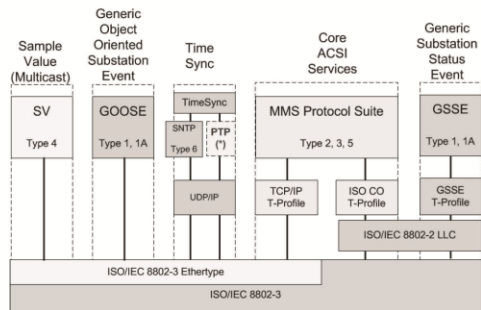 Sample
Value
(Multicast)
Generic
Object
Oriented
Substation
Event
Time
Sync
Core
ACSI
Services
Generic
Substation
Status
Event
SV
Type 4
GOOSE
Type 1, 1A
TimeSync
SNTP
Type 6
PTP
(*)
MMS Protocol Suite
Type 2, 3, 5
GSSE
Type 1, 1A
UDP/IP
TCP/IP
T-Profile
ISO CO
T-Profile
GSSE
T-Profile
ISO/IEC 8802-2 LLC
ISO/IEC 8802-3 Ethertype
ISO/IEC 8802-3